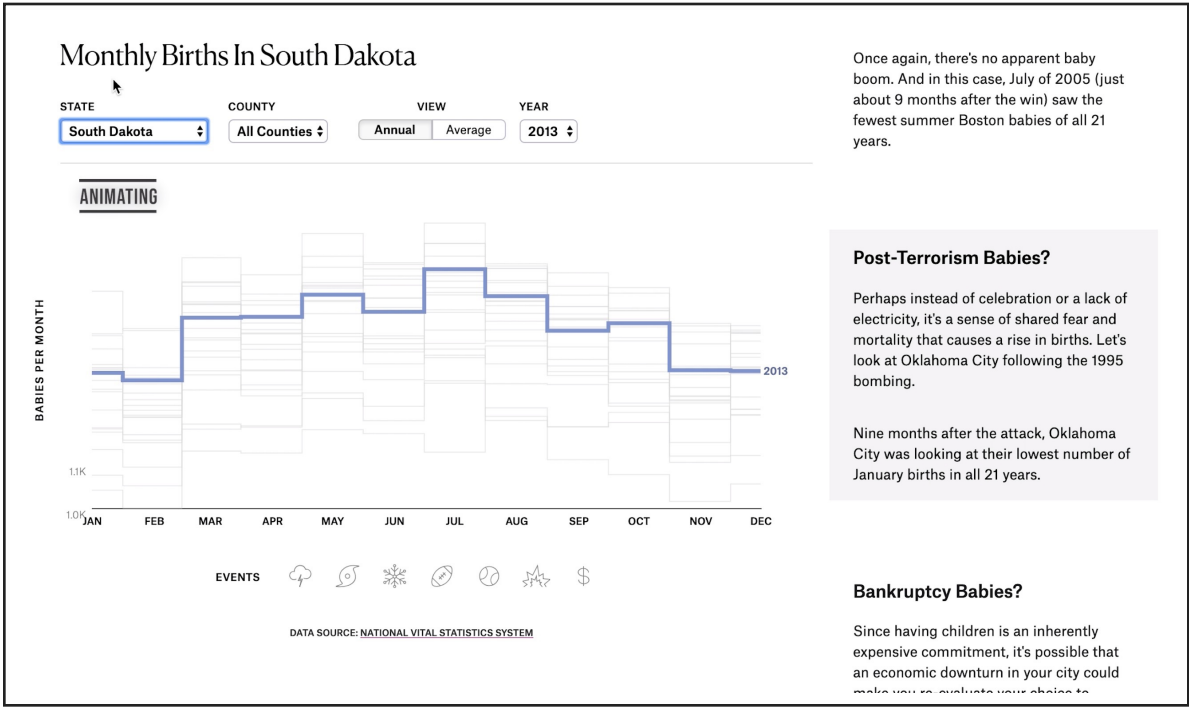 Monthly Births In South Dakota
STATE COUNTY VIEW YEAR
South Dakota All Counties Annual Average 2013
ANIMATING
BABIES PER MONTH
2013
1.1K
1.0K
JAN FEB MAR APR MAY JUN JUL AUG SEP OCT NOV DEC
EVENTS
DATA SOURCE: NATIONAL VITAL STATISTICS SYSTEM
Once again, there's no apparent baby
boom. And in this case, July of 2005 (just
about 9 months after the win) saw the
fewest summer Boston babies of all 21
years.
Post-Terrorism Babies?
Perhaps instead of celebration or a lack of
electricity, it's a sense of shared fear and
mortality that causes a rise in births. Let's
look at Oklahoma City following the 1995
bombing.
Nine months after the attack, Oklahoma
City was looking at their lowest number of
January births in all 21 years.
Bankruptcy Babies?
Since having children is an inherently
expensive commitment, it's possible that
an economic downturn in your city could
make you re-evaluate your choice to